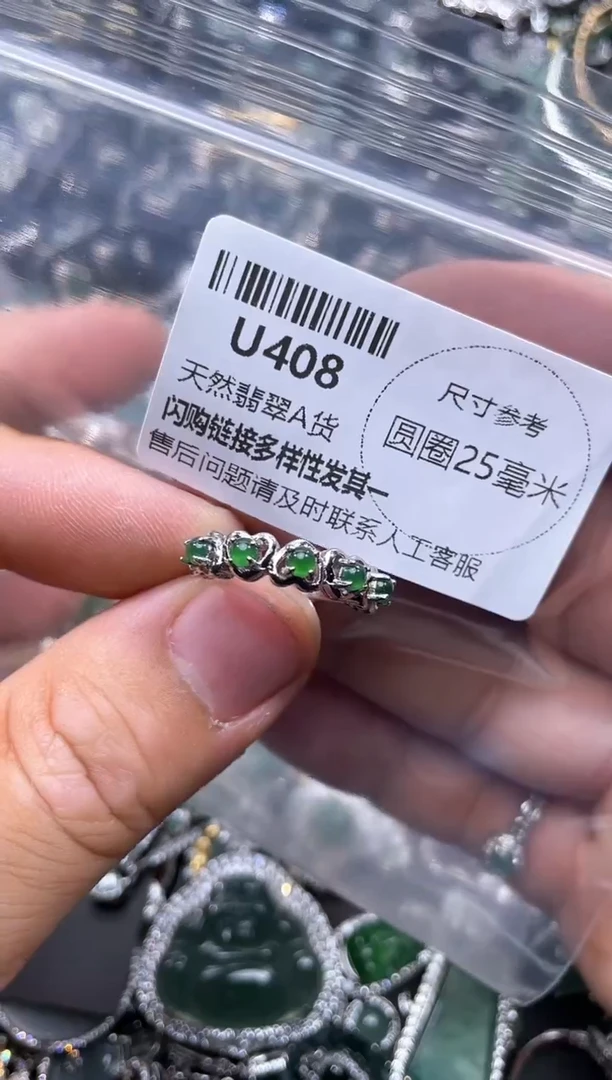 U408
天然翡翠A货
闪购链接多样性发其一
售后问题请及时联系人工客服
尺寸参考
圆圈25毫米